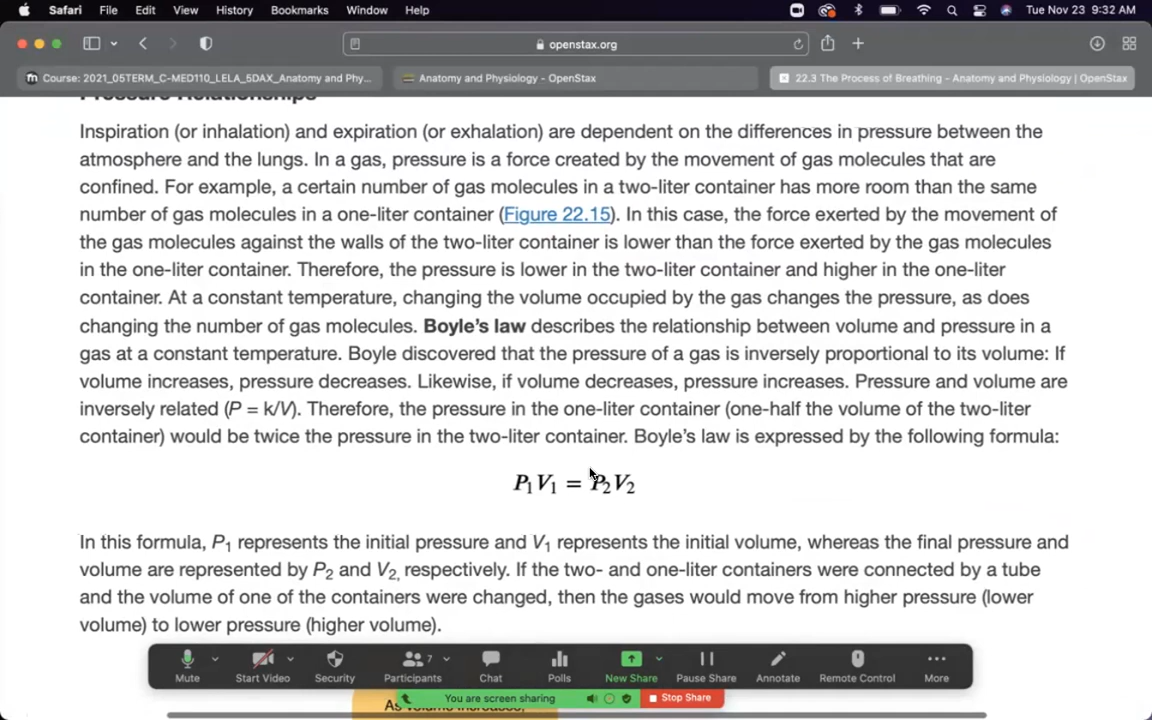 Safari File Edit View History Bookmarks Window Help Tue Nov 23 9:32 AM
openstax.org
Course: 2021_05TERM_C-MED110_LELA_5DAX_Anatomy and Phy... Anatomy and Physiology - OpenStax 22.3 The Process of Breathing - Anatomy and Physiology | OpenStax
Pressure Relationships
Inspiration (or inhalation) and expiration (or exhalation) are dependent on the differences in pressure between the
atmosphere and the lungs. In a gas, pressure is a force created by the movement of gas molecules that are
confined. For example, a certain number of gas molecules in a two-liter container has more room than the same
number of gas molecules in a one-liter container (Figure 22.15). In this case, the force exerted by the movement of
the gas molecules against the walls of the two-liter container is lower than the force exerted by the gas molecules
in the one-liter container. Therefore, the pressure is lower in the two-liter container and higher in the one-liter
container. At a constant temperature, changing the volume occupied by the gas changes the pressure, as does
changing the number of gas molecules. Boyle's law describes the relationship between volume and pressure in a
gas at a constant temperature. Boyle discovered that the pressure of a gas is inversely proportional to its volume: If
volume increases, pressure decreases. Likewise, if volume decreases, pressure increases. Pressure and volume are
inversely related (P = k/V). Therefore, the pressure in the one-liter container (one-half the volume of the two-liter
container) would be twice the pressure in the two-liter container. Boyle's law is expressed by the following formula:
P₁V₁ = P₂V₂
In this formula, P₁ represents the initial pressure and V₁ represents the initial volume, whereas the final pressure and
volume are represented by P₂ and V₂, respectively. If the two- and one-liter containers were connected by a tube
and the volume of one of the containers were changed, then the gases would move from higher pressure (lower
volume) to lower pressure (higher volume).
7
Mute Start Video Security Participants Chat Polls New Share Pause Share Annotate Remote Control More
You are screen sharing Stop Share
As volume increases,